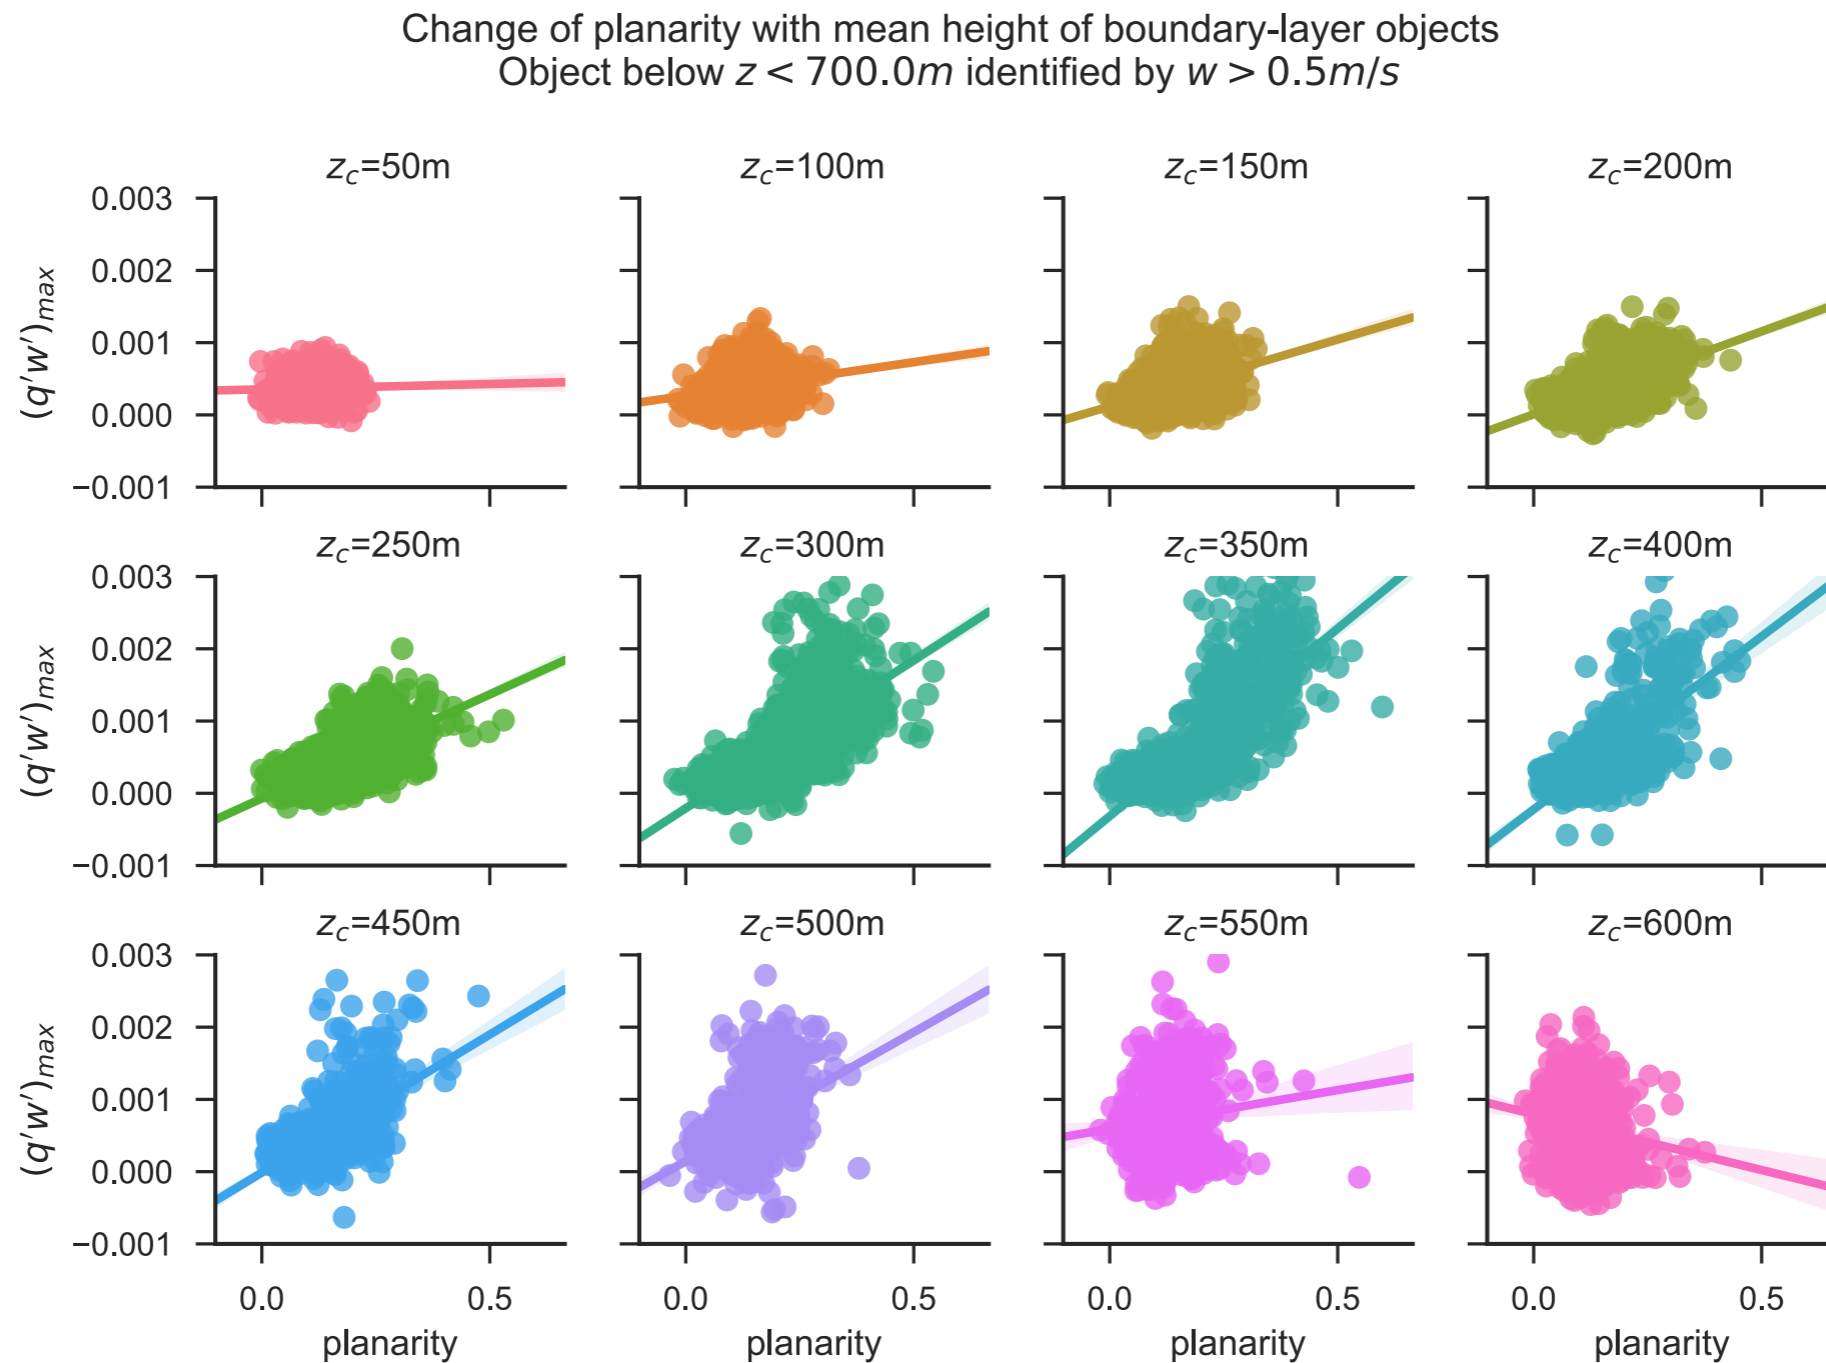 Change of planarity with mean height of boundary-layer objects
Object below z < 700.0m identified by w > 0.5m/s
z_c=50m z_c=100m z_c=150m z_c=200m
0.003
0.002
0.001
0.000
−0.001
(q′w′)_max
z_c=250m z_c=300m z_c=350m z_c=400m
0.003
0.002
0.001
0.000
−0.001
(q′w′)_max
z_c=450m z_c=500m z_c=550m z_c=600m
0.003
0.002
0.001
0.000
−0.001
(q′w′)_max
0.0 0.5 0.0 0.5 0.0 0.5 0.0 0.5
planarity planarity planarity planarity